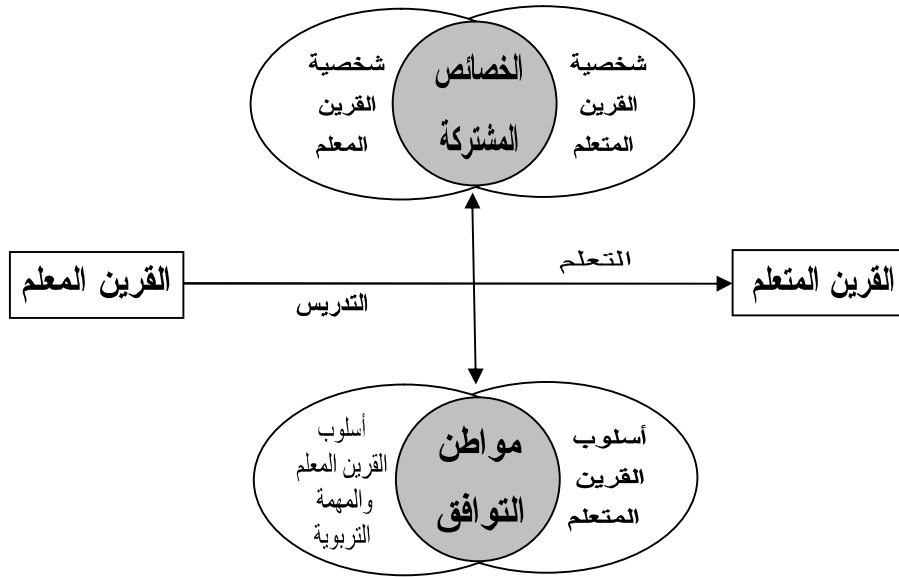 شخصية
القرين
المتعلم
الخصائص
المشتركة
شخصية
القرين
المعلم
القرين المتعلم
التعلم
التدريس
القرين المعلم
أسلوب
القرين
المتعلم
مواطن
التوافق
أسلوب
القرين المعلم
والمهمة
التربوية